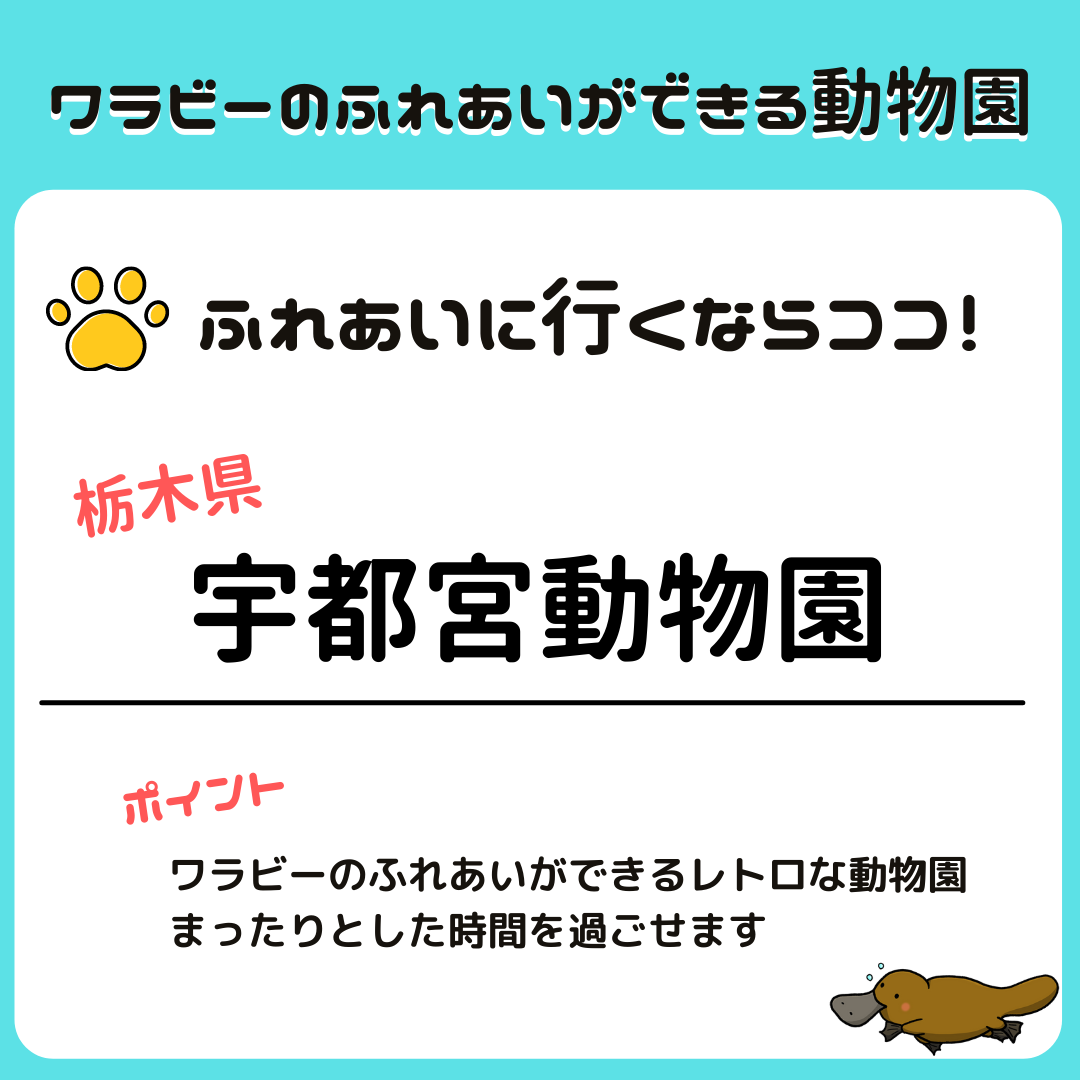 ワラビーのふれあいができる動物園
ふれあいに行くならココ!
栃木県
宇都宮動物園
ポイント
ワラビーのふれあいができるレトロな動物園
まったりとした時間を過ごせます